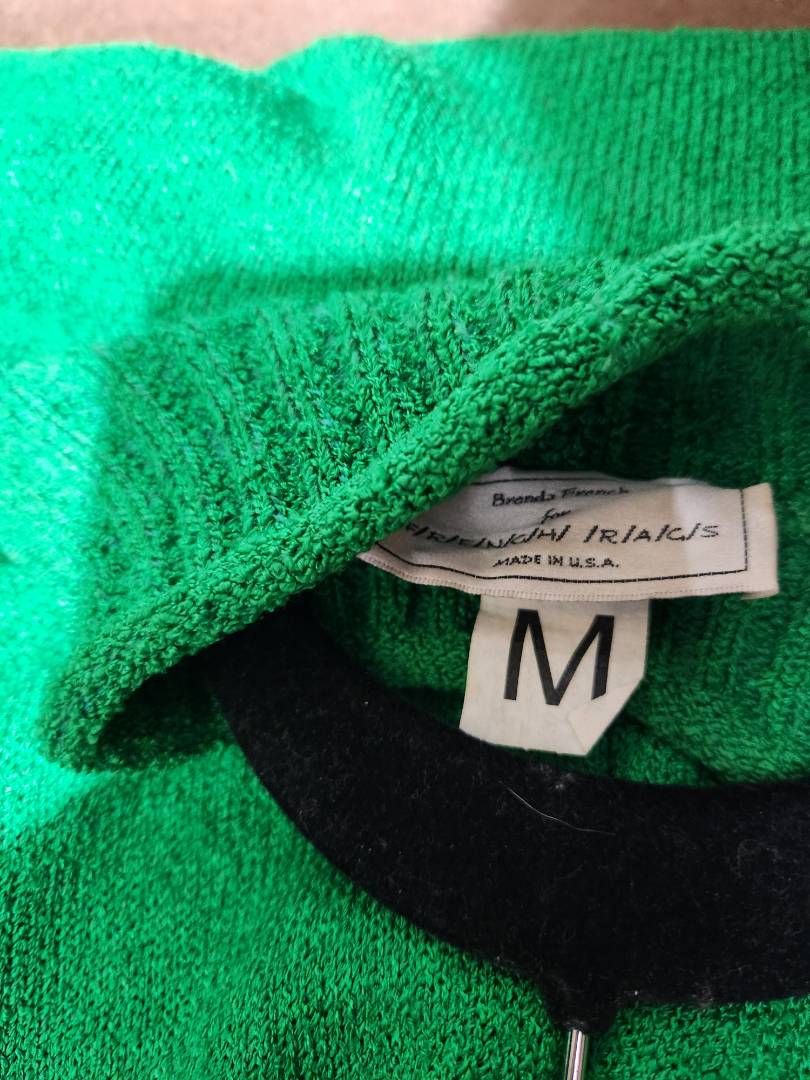 Brenda French
for
F/R/E/N/C/H/ /R/A/G/S
MADE IN U.S.A.
M